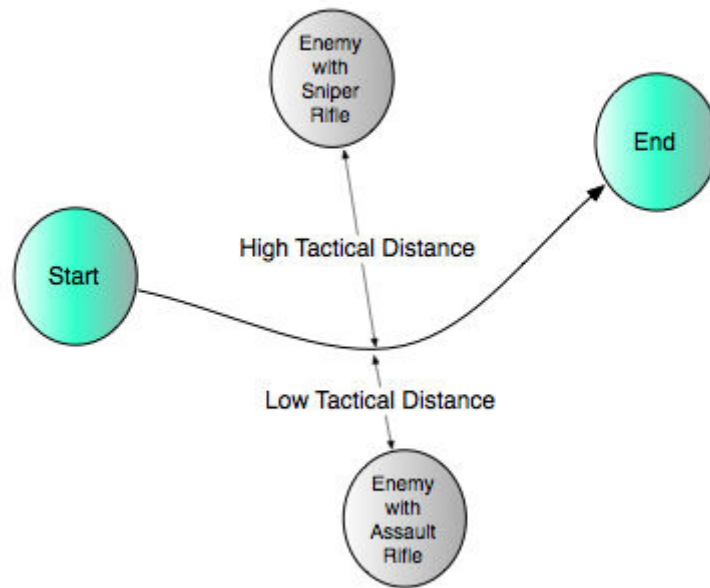 Enemy
with
Sniper
Rifle
End
High Tactical Distance
Start
Low Tactical Distance
Enemy
with
Assault
Rifle